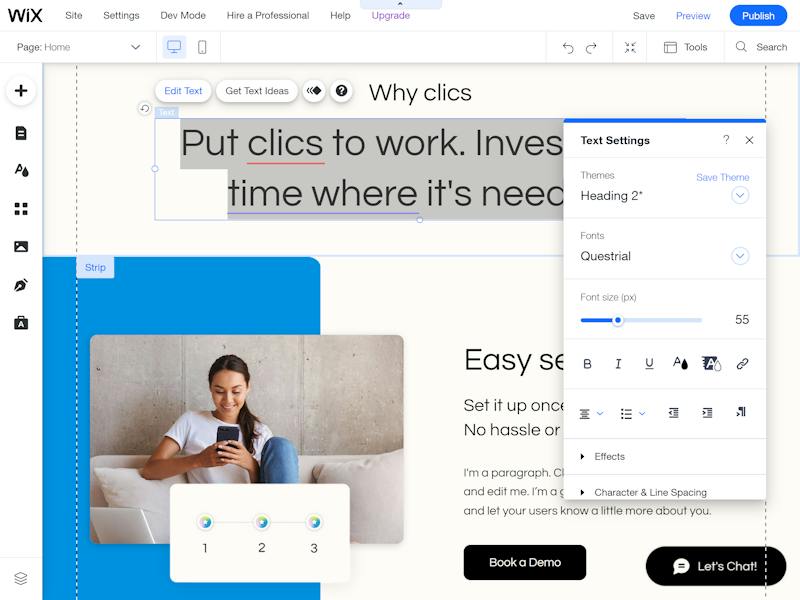 WiX
Site
Settings
Dev Mode
Hire a Professional
Help
Upgrade
Save
Preview
Publish
Page: Home
Tools
Search
Edit Text
Get Text Ideas
?
Why clics
Text
Put clics to work. Inves
time where it's need
Text Settings
?
Themes
Save Theme
Heading 2*
Fonts
Questrial
Font size (px)
55
B I U A A
Effects
Character & Line Spacing
Strip
Easy se
Set it up once
No hassle or
I'm a paragraph. Cl
and edit me. I'm a g
and let your users know a little more about you.
1 2 3
Book a Demo
Let's Chat!